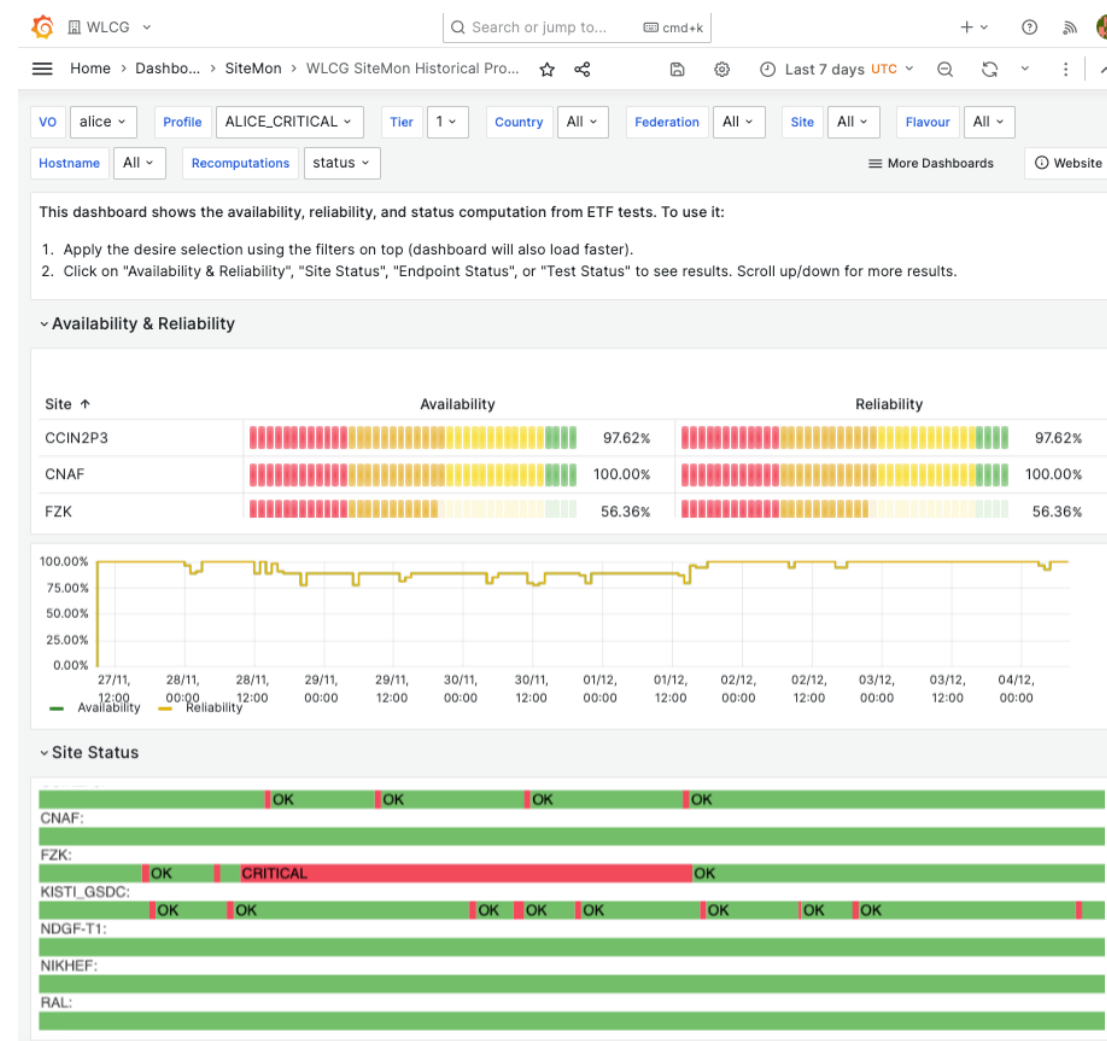 WLCG Search or jump to... cmd+k
Home › Dashbo... › SiteMon › WLCG SiteMon Historical Pro... Last 7 days UTC
VO alice Profile ALICE_CRITICAL Tier 1 Country All Federation All Site All Flavour All
Hostname All Recomputations status More Dashboards Website
This dashboard shows the availability, reliability, and status computation from ETF tests. To use it:
1. Apply the desire selection using the filters on top (dashboard will also load faster).
2. Click on "Availability & Reliability", "Site Status", "Endpoint Status", or "Test Status" to see results. Scroll up/down for more results.
Availability & Reliability
Site ↑ Availability Reliability
CCIN2P3 97.62% 97.62%
CNAF 100.00% 100.00%
FZK 56.36% 56.36%
100.00%
75.00%
50.00%
25.00%
0.00%
27/11, 28/11, 28/11, 29/11, 29/11, 30/11, 30/11, 01/12, 01/12, 02/12, 02/12, 03/12, 03/12, 04/12,
12:00 00:00 12:00 00:00 12:00 00:00 12:00 00:00 12:00 00:00 12:00 00:00 12:00 00:00
Availability Reliability
Site Status
OK OK OK OK
CNAF:
FZK:
OK CRITICAL OK
KISTI_GSDC:
OK OK OK OK OK OK OK OK
NDGF-T1:
NIKHEF:
RAL: